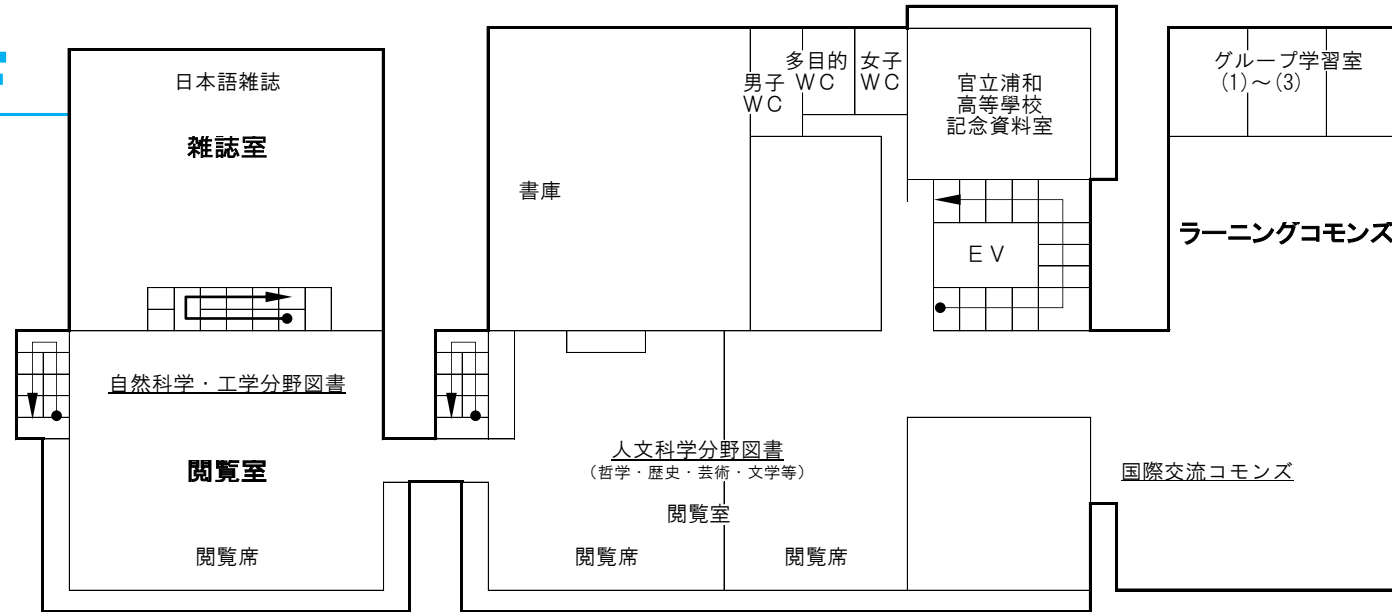 日本語雑誌
雑誌室
自然科学・工学分野図書
閲覧室
閲覧席
書庫
男子
WC
多目的
WC
女子
WC
官立浦和
高等學校
記念資料室
EV
人文科学分野図書
(哲学・歴史・芸術・文学等)
閲覧室
閲覧席
閲覧席
グループ学習室
(1)~(3)
ラーニングコモンズ
国際交流コモンズ